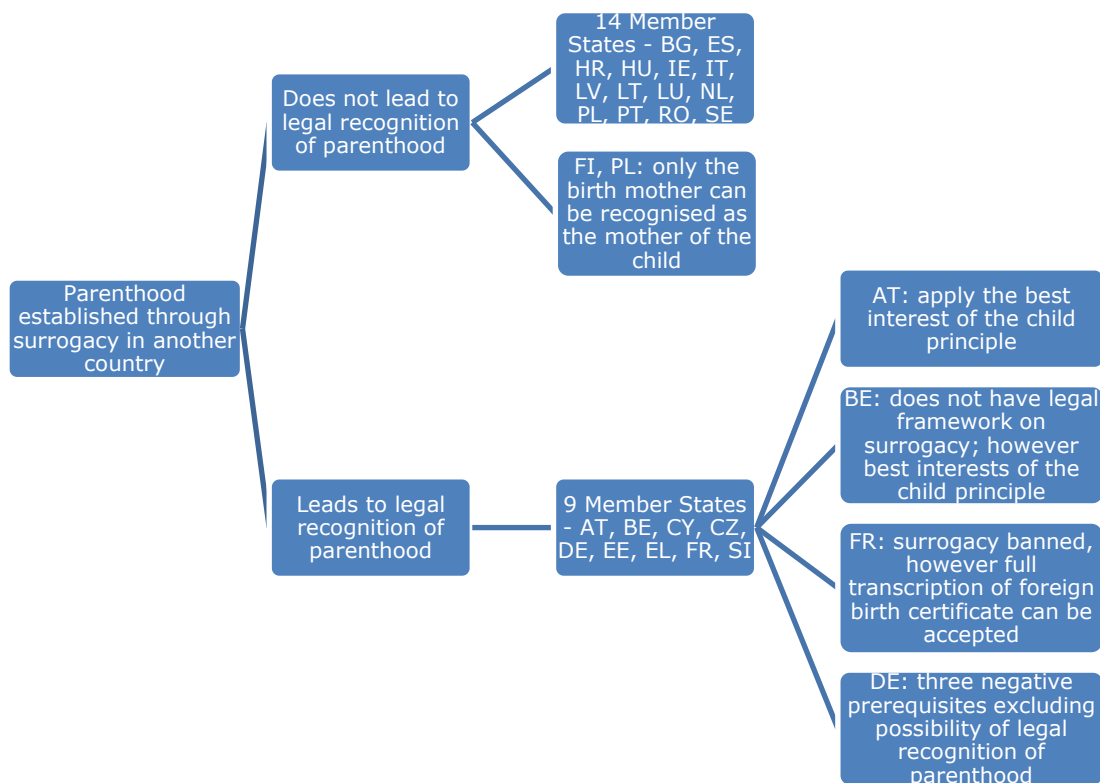 Parenthood
established through
surrogacy in another
country
Does not lead to
legal recognition
of parenthood
14 Member
States - BG, ES,
HR, HU, IE, IT,
LV, LT, LU, NL,
PL, PT, RO, SE
FI, PL: only the
birth mother can
be recognised as
the mother of the
child
Leads to legal
recognition of
parenthood
9 Member States
- AT, BE, CY, CZ,
DE, EE, EL, FR, SI
AT: apply the best
interest of the child
principle
BE: does not have legal
framework on
surrogacy; however
best interests of the
child principle
FR: surrogacy banned,
however full
transcription of foreign
birth certificate can be
accepted
DE: three negative
prerequisites excluding
possibility of legal
recognition of
parenthood